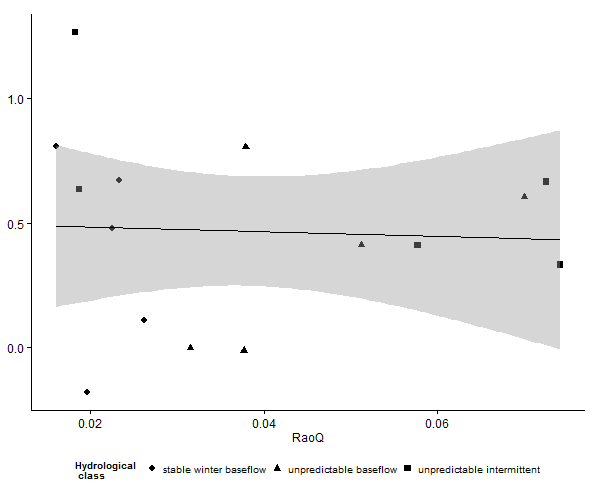 1.0
0.5
0.0
0.02 0.04 0.06
RaoQ
Hydrological
class
stable winter baseflow unpredictable baseflow unpredictable intermittent